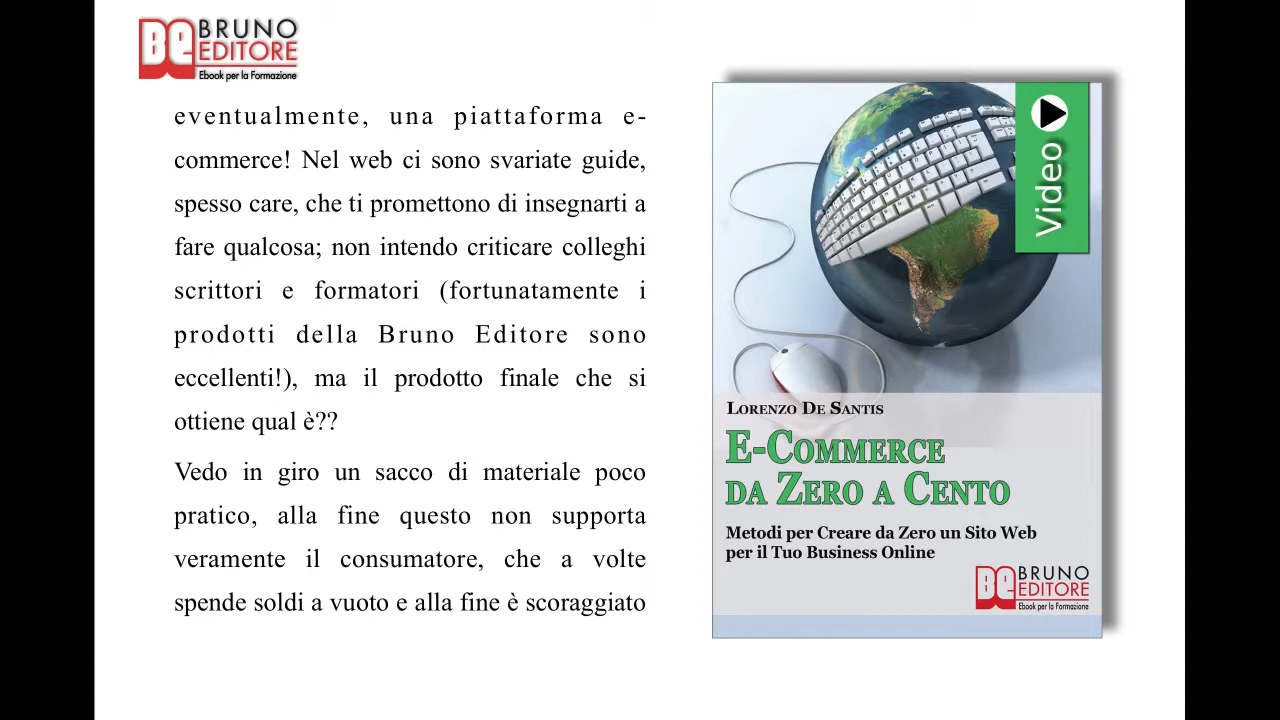 BRUNO
EDITORE
Ebook per la Formazione
eventualmente, una piattaforma e-
commerce! Nel web ci sono svariate guide,
spesso care, che ti promettono di insegnarti a
fare qualcosa; non intendo criticare colleghi
scrittori e formatori (fortunatamente i
prodotti della Bruno Editore sono
eccellenti!), ma il prodotto finale che si
ottiene qual è??
Vedo in giro un sacco di materiale poco
pratico, alla fine questo non supporta
veramente il consumatore, che a volte
spende soldi a vuoto e alla fine è scoraggiato
Video
LORENZO DE SANTIS
E-COMMERCE
DA ZERO A CENTO
Metodi per Creare da Zero un Sito Web
per il Tuo Business Online
BRUNO
EDITORE
Ebook per la Formazione